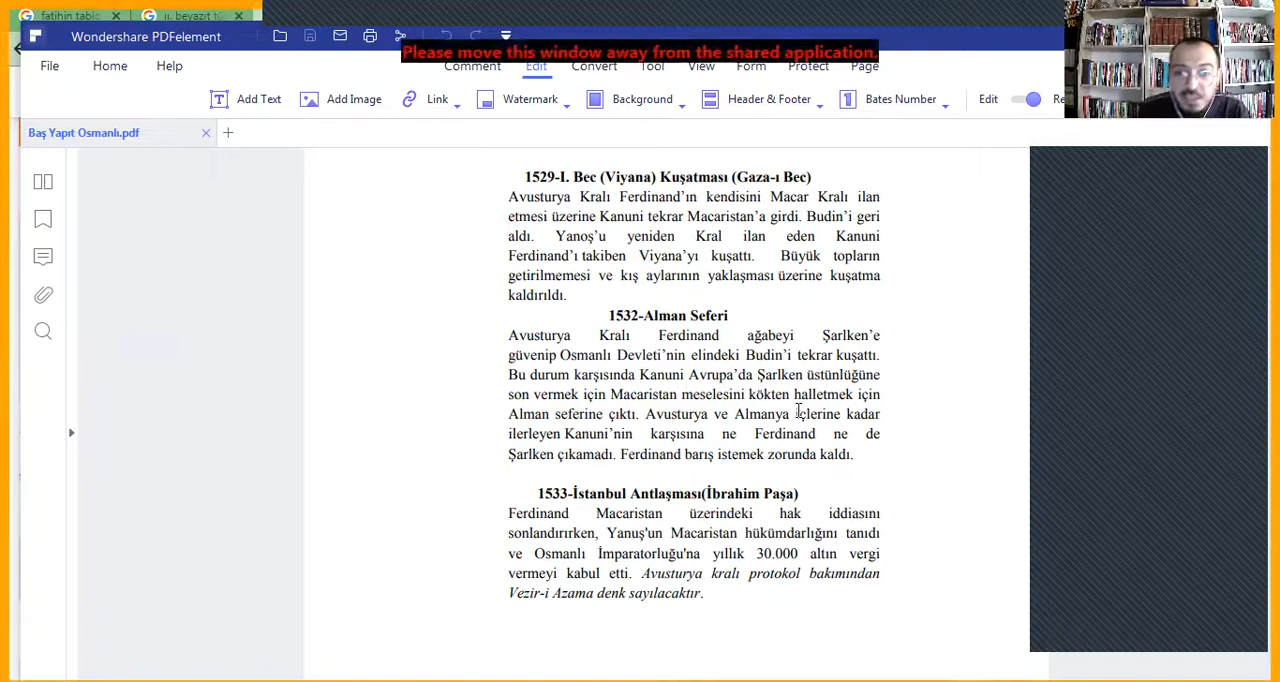 fatihin tablo
ıı. beyazıt tü
Wondershare PDFelement
Please move this window away from the shared application.
File Home Help Comment Edit Convert Tool View Form Protect Page
Add Text Add Image Link Watermark Background Header & Footer Bates Number Edit
Baş Yapıt Osmanlı.pdf
1529-I. Bec (Viyana) Kuşatması (Gaza-ı Bec)
Avusturya Kralı Ferdinand’ın kendisini Macar Kralı ilan
etmesi üzerine Kanuni tekrar Macaristan’a girdi. Budin’i geri
aldı. Yanoş’u yeniden Kral ilan eden Kanuni
Ferdinand’ı takiben Viyana’yı kuşattı. Büyük topların
getirilmemesi ve kış aylarının yaklaşması üzerine kuşatma
kaldırıldı.
1532-Alman Seferi
Avusturya Kralı Ferdinand ağabeyi Şarlken’e
güvenip Osmanlı Devleti’nin elindeki Budin’i tekrar kuşattı.
Bu durum karşısında Kanuni Avrupa’da Şarlken üstünlüğüne
son vermek için Macaristan meselesini kökten halletmek için
Alman seferine çıktı. Avusturya ve Almanya içlerine kadar
ilerleyen Kanuni’nin karşısına ne Ferdinand ne de
Şarlken çıkamadı. Ferdinand barış istemek zorunda kaldı.
1533-İstanbul Antlaşması(İbrahim Paşa)
Ferdinand Macaristan üzerindeki hak iddiasını
sonlandırırken, Yanuş'un Macaristan hükümdarlığını tanıdı
ve Osmanlı İmparatorluğu'na yıllık 30.000 altın vergi
vermeyi kabul etti. Avusturya kralı protokol bakımından
Vezir-i Azama denk sayılacaktır.